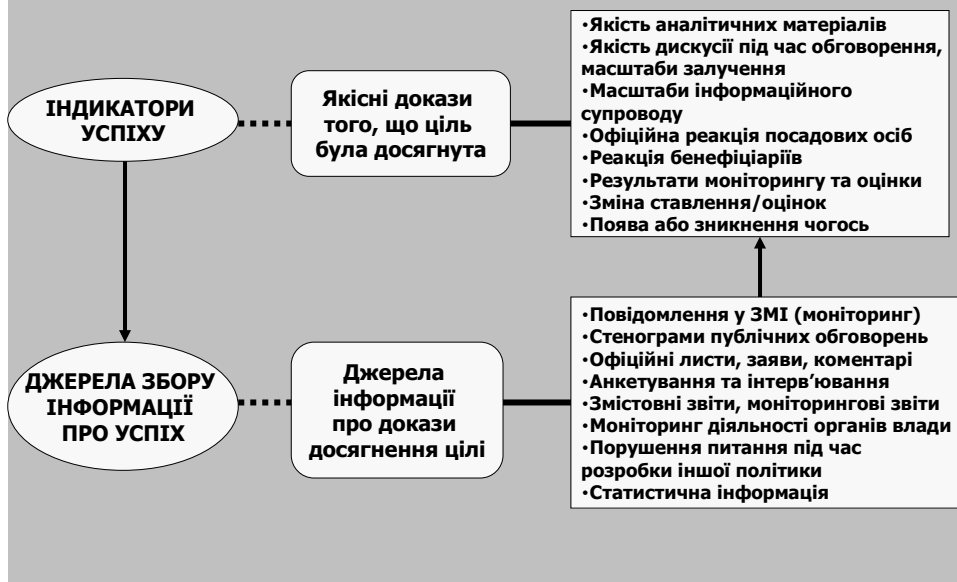 ІНДИКАТОРИ
УСПІХУ
Якісні докази
того, що ціль
була досягнута
•Якість аналітичних матеріалів
•Якість дискусії під час обговорення,
масштаби залучення
•Масштаби інформаційного
супроводу
•Офіційна реакція посадових осіб
•Реакція бенефіціаріїв
•Результати моніторингу та оцінки
•Зміна ставлення/оцінок
•Поява або зникнення чогось
ДЖЕРЕЛА ЗБОРУ
ІНФОРМАЦІЇ
ПРО УСПІХ
Джерела
інформації
про докази
досягнення цілі
•Повідомлення у ЗМІ (моніторинг)
•Стенограми публічних обговорень
•Офіційні листи, заяви, коментарі
•Анкетування та інтерв’ювання
•Змістовні звіти, моніторингові звіти
•Моніторинг діяльності органів влади
•Порушення питання під час
розробки іншої політики
•Статистична інформація